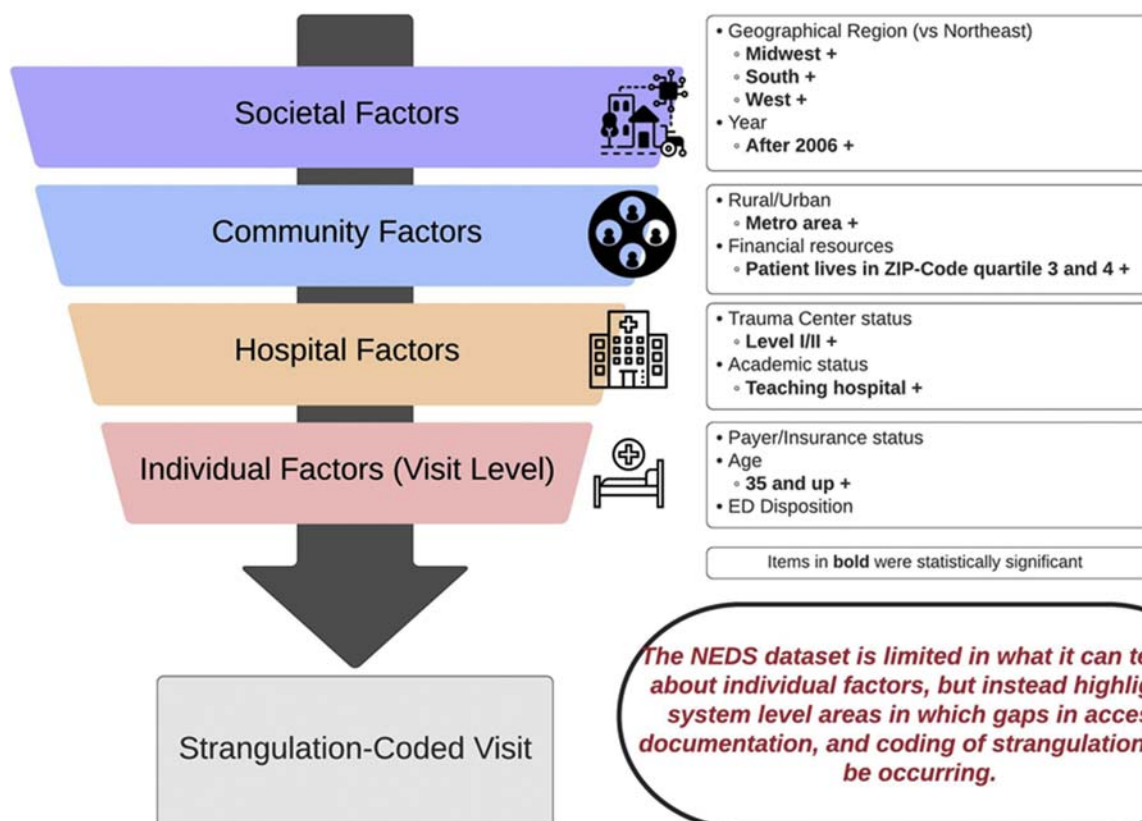 Societal Factors
• Geographical Region (vs Northeast)
◦ Midwest +
◦ South +
◦ West +
• Year
◦ After 2006 +
Community Factors
• Rural/Urban
◦ Metro area +
• Financial resources
◦ Patient lives in ZIP-Code quartile 3 and 4 +
Hospital Factors
• Trauma Center status
◦ Level I/II +
• Academic status
◦ Teaching hospital +
Individual Factors (Visit Level)
• Payer/Insurance status
• Age
◦ 35 and up +
• ED Disposition
Items in bold were statistically significant
The NEDS dataset is limited in what it can
about individual factors, but instead
system level areas in which gaps in
documentation, and coding of strangulation
be occurring.
Strangulation-Coded Visit